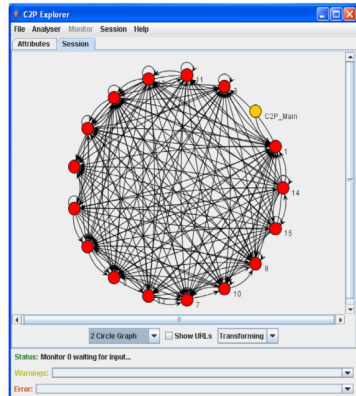 C2P Explorer
File Analyser Monitor Session Help
Attributes Session
11
3
C2P_Main
1
14
15
8
10
7
2 Circle Graph Show URLs Transforming
Status: Monitor 0 waiting for input...
Warnings:
Error: